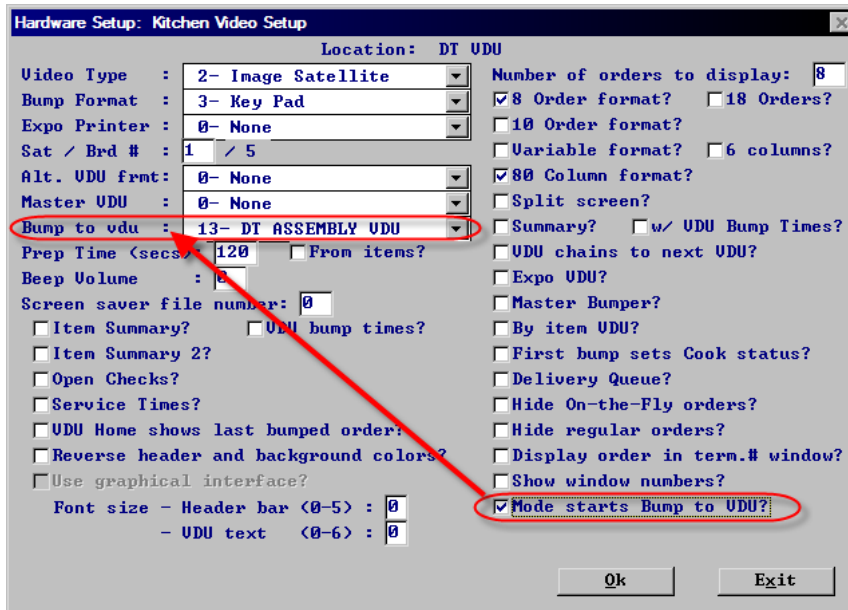 Hardware Setup: Kitchen Video Setup
Location: DT VDU
Video Type : 2- Image Satellite
Bump Format : 3- Key Pad
Expo Printer : 0- None
Sat / Brd # : 1 / 5
Alt. VDU frmt: 0- None
Master VDU : 0- None
Bump to vdu : 13- DT ASSEMBLY VDU
Prep Time (secs): 120 From items?
Beep Volume : 0
Screen saver file number: 0
Item Summary? VDU bump times?
Item Summary 2?
Open Checks?
Service Times?
VDU Home shows last bumped order?
Reverse header and background colors?
Use graphical interface?
Font size - Header bar (0-5) : 0
- VDU text (0-6) : 0
Number of orders to display: 8
8 Order format? 18 Orders?
10 Order format?
Variable format? 6 columns?
80 Column format?
Split screen?
Summary? w/ VDU Bump Times?
VDU chains to next VDU?
Expo VDU?
Master Bumper?
By item VDU?
First bump sets Cook status?
Delivery Queue?
Hide On-the-Fly orders?
Hide regular orders?
Display order in term.# window?
Show window numbers?
Mode starts Bump to VDU?
Ok Exit